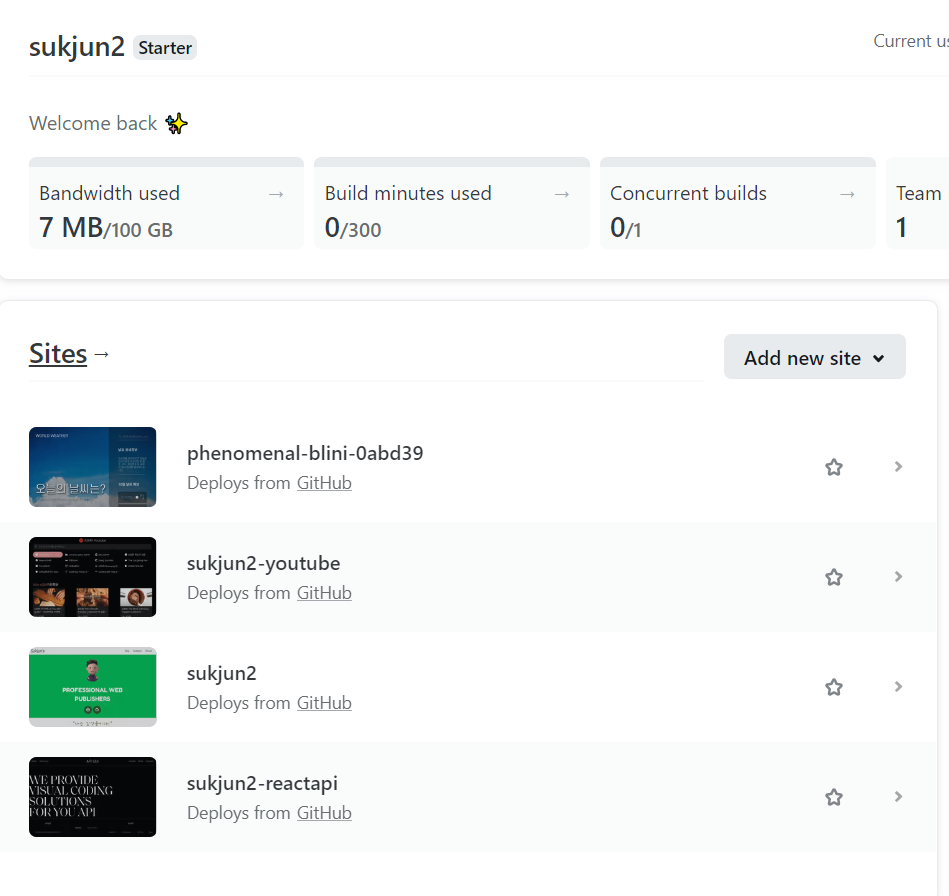 sukjun2 Starter
Current us
Welcome back
Bandwidth used →
7 MB/100 GB
Build minutes used →
0/300
Concurrent builds →
0/1
Team
1
Sites →
Add new site
WORLD WEATHER
오늘의 날씨는?
phenomenal-blini-0abd39
Deploys from GitHub
sukjun2-youtube
Deploys from GitHub
PROFESSIONAL WEB
PUBLISHERS
sukjun2
Deploys from GitHub
WE PROVIDE
VISUAL CODING
SOLUTIONS
FOR YOU API
sukjun2-reactapi
Deploys from GitHub